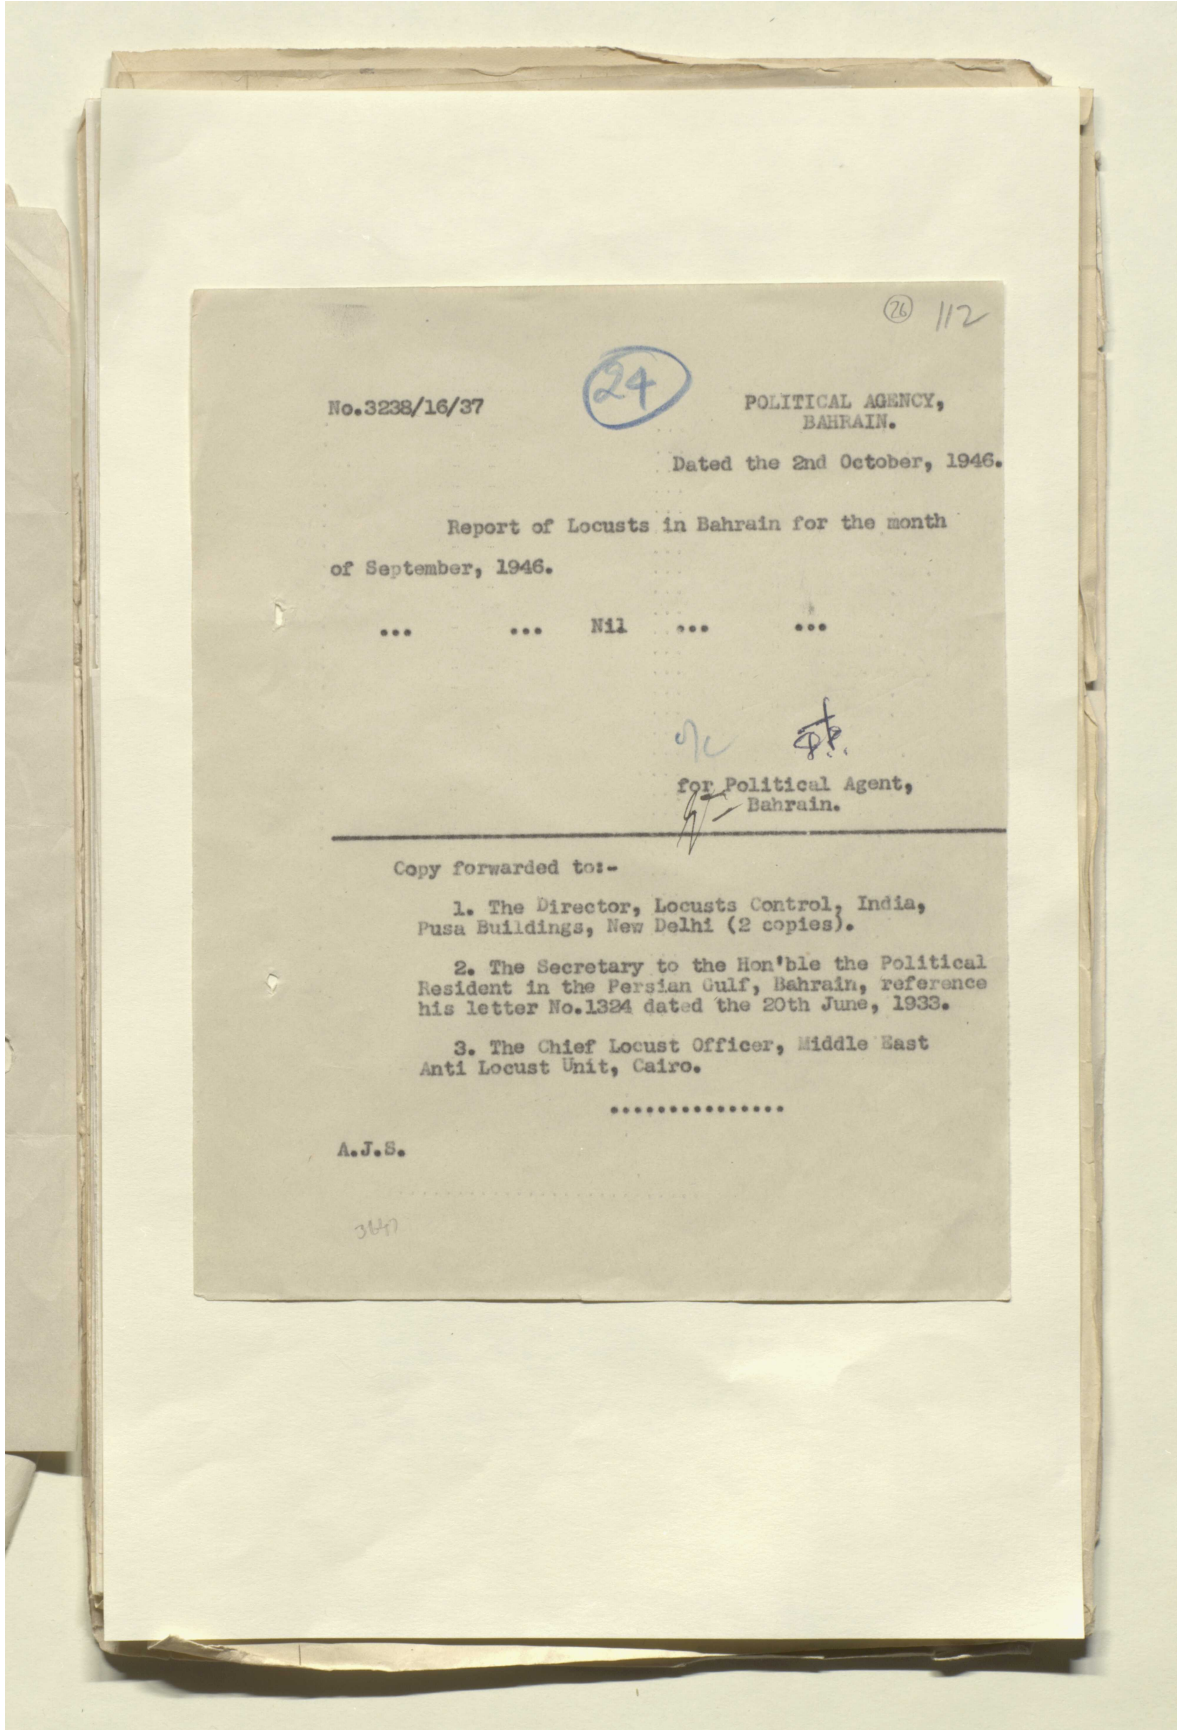 26 112
24
No.3238/16/37
POLITICAL AGENCY,
BAHRAIN.
Dated the 2nd October, 1946.
Report of Locusts in Bahrain for the month
of September, 1946.
... ... Nil ... ...
o/c
for Political Agent,
Bahrain.
Copy forwarded to:-
1. The Director, Locusts Control, India,
Pusa Buildings, New Delhi (2 copies).
2. The Secretary to the Hon'ble the Political
Resident in the Persian Gulf, Bahrain, reference
his letter No.1324 dated the 20th June, 1933.
3. The Chief Locust Officer, Middle East
Anti Locust Unit, Cairo.
...............
A.J.S.